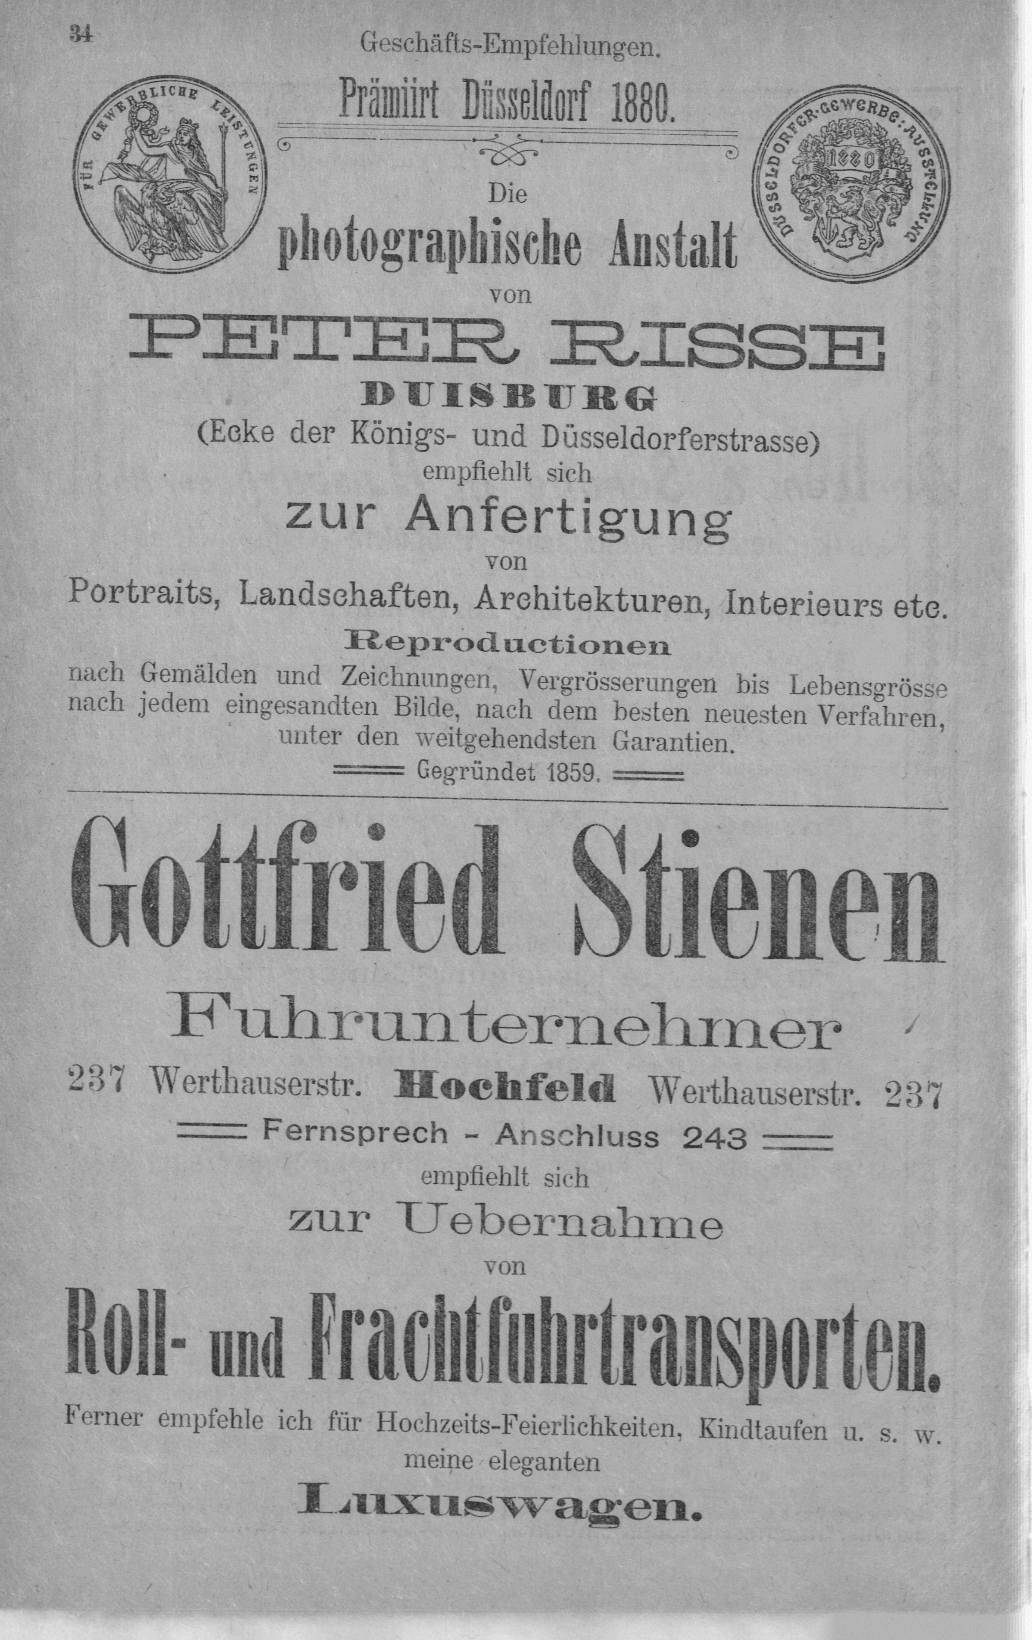 34
Geschäfts-Empfehlungen.
Prämiirt Düsseldorf 1880.
FÜR GEWERBLICHE LEISTUNGEN
DÜSSELDORFER-GEWERBE-AUSSTELLUNG
1880
Die
photographische Anstalt
von
PETER RISSE
DUISBURG
(Ecke der Königs- und Düsseldorferstrasse)
empfiehlt sich
zur Anfertigung
von
Portraits, Landschaften, Architekturen, Interieurs etc.
Reproductionen
nach Gemälden und Zeichnungen, Vergrösserungen bis Lebensgrösse
nach jedem eingesandten Bilde, nach dem besten neuesten Verfahren,
unter den weitgehendsten Garantien.
Gegründet 1859.
Gottfried Stienen
Fuhrunternehmer
237 Werthauserstr. Hochfeld Werthauserstr. 237
Fernsprech - Anschluss 243
empfiehlt sich
zur Uebernahme
von
Roll- und Frachtfuhrtransporten.
Ferner empfehle ich für Hochzeits-Feierlichkeiten, Kindtaufen u. s. w.
meine eleganten
Luxuswagen.